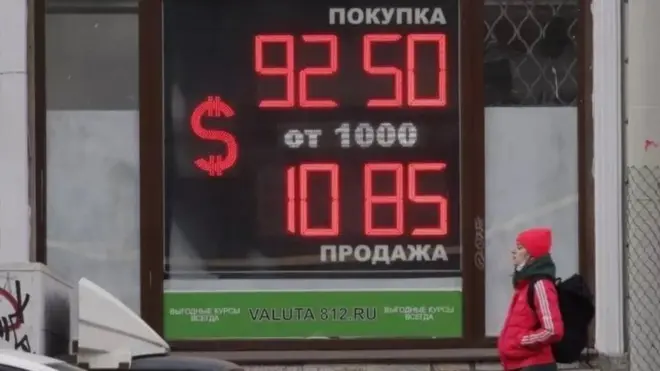 ПОКУПКА
92 50
$
от 1000
10 85
ПРОДАЖА
ВЫГОДНЫЕ КУРСЫ ВСЕГДА
VALUTA 812.RU
ВЫГОДНЫЕ КУРСЫ ВСЕГДА